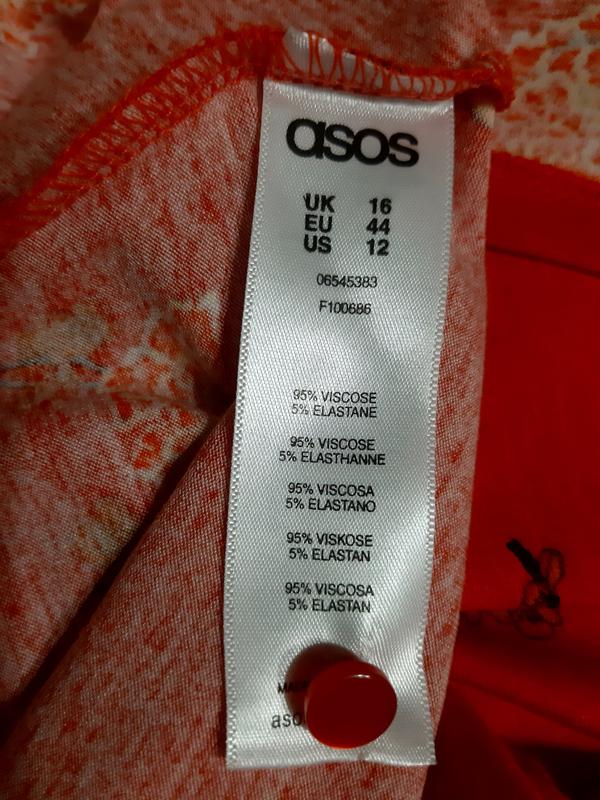 asos
UK 16
EU 44
US 12
06545383
F100686
95% VISCOSE
5% ELASTANE
95% VISCOSE
5% ELASTHANNE
95% VISCOSA
5% ELASTANO
95% VISKOSE
5% ELASTAN
95% VISCOSA
5% ELASTAN